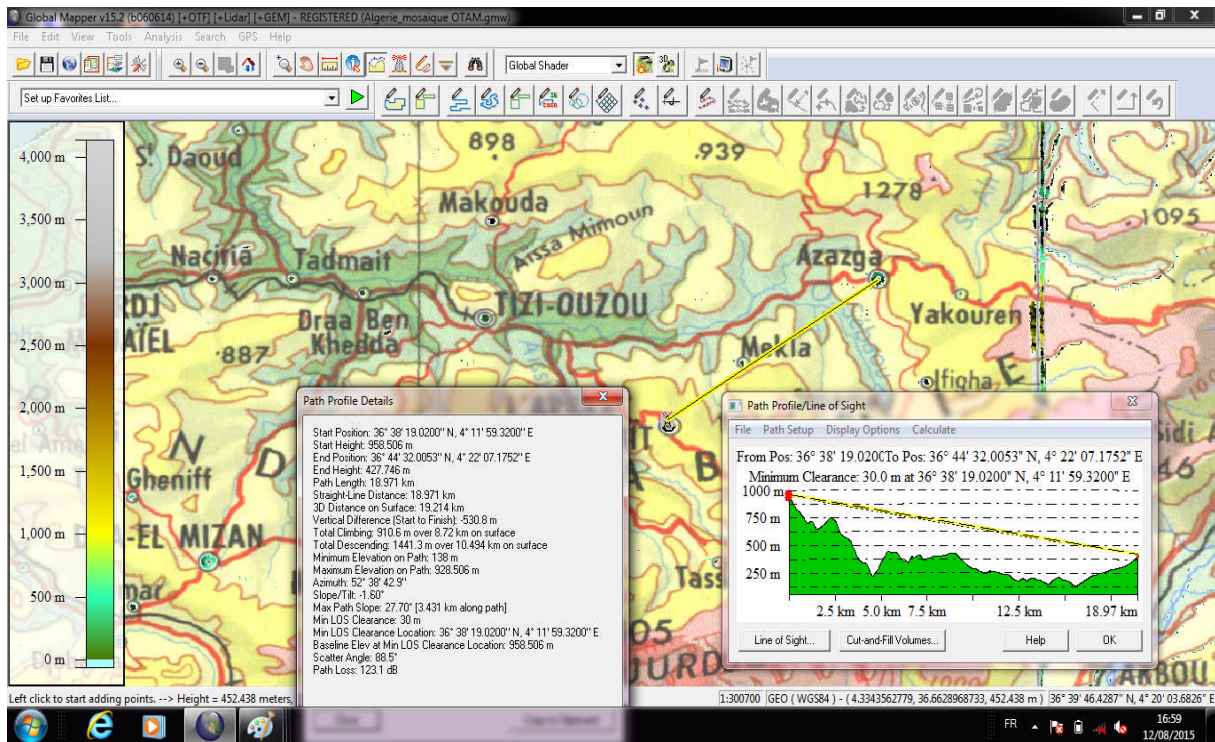 Global Mapper v15.2 (b060614) [+OTF] [+Lidar] [+GEM] - REGISTERED (Algerie_mosaique OTAM.gmw)
File Edit View Tools Analysis Search GPS Help
Global Shader
Set up Favorites List...
4,000 m
3,500 m
3,000 m
2,500 m
2,000 m
1,500 m
1,000 m
500 m
0 m
S! Daoud
898
.939
Makouda
1278
1095
Aissa Mimoun
Naciria
Tadmait
Azazga
TIZI-OUZOU
Yakouren
Draa Ben
Khedda
887
Mekla
Ifigha
Gheniff
-EL MIZAN
Path Profile Details
Start Position: 36° 38' 19.0200" N, 4° 11' 59.3200" E
Start Height: 958.506 m
End Position: 36° 44' 32.0053" N, 4° 22' 07.1752" E
End Height: 427.746 m
Path Length: 18.971 km
Straight-Line Distance: 18.971 km
3D Distance on Surface: 19.214 km
Vertical Difference (Start to Finish): -530.8 m
Total Climbing: 910.6 m over 8.72 km on surface
Total Descending: 1441.3 m over 10.494 km on surface
Minimum Elevation on Path: 138 m
Maximum Elevation on Path: 928.506 m
Azimuth: 52° 38' 42.9"
Slope/Tilt: -1.60°
Max Path Slope: 27.70° [3.431 km along path]
Min LOS Clearance: 30 m
Min LOS Clearance Location: 36° 38' 19.0200" N, 4° 11' 59.3200" E
Baseline Elev at Min LOS Clearance Location: 958.506 m
Scatter Angle: 88.5°
Path Loss: 123.1 dB
Path Profile/Line of Sight
File Path Setup Display Options Calculate
From Pos: 36° 38' 19.020CTo Pos: 36° 44' 32.0053" N, 4° 22' 07.1752" E
Minimum Clearance: 30.0 m at 36° 38' 19.0200" N, 4° 11' 59.3200" E
1000 m
750 m
500 m
250 m
2.5 km 5.0 km 7.5 km 12.5 km 18.97 km
Line of Sight... Cut-and-Fill Volumes... Help OK
Left click to start adding points. --> Height = 452.438 meters,
1:300700 GEO ( WGS84 ) - ( 4.3343562779, 36.6628968733, 452.438 m ) 36° 39' 46.4287" N, 4° 20' 03.6826" E
FR
16:59
12/08/2015